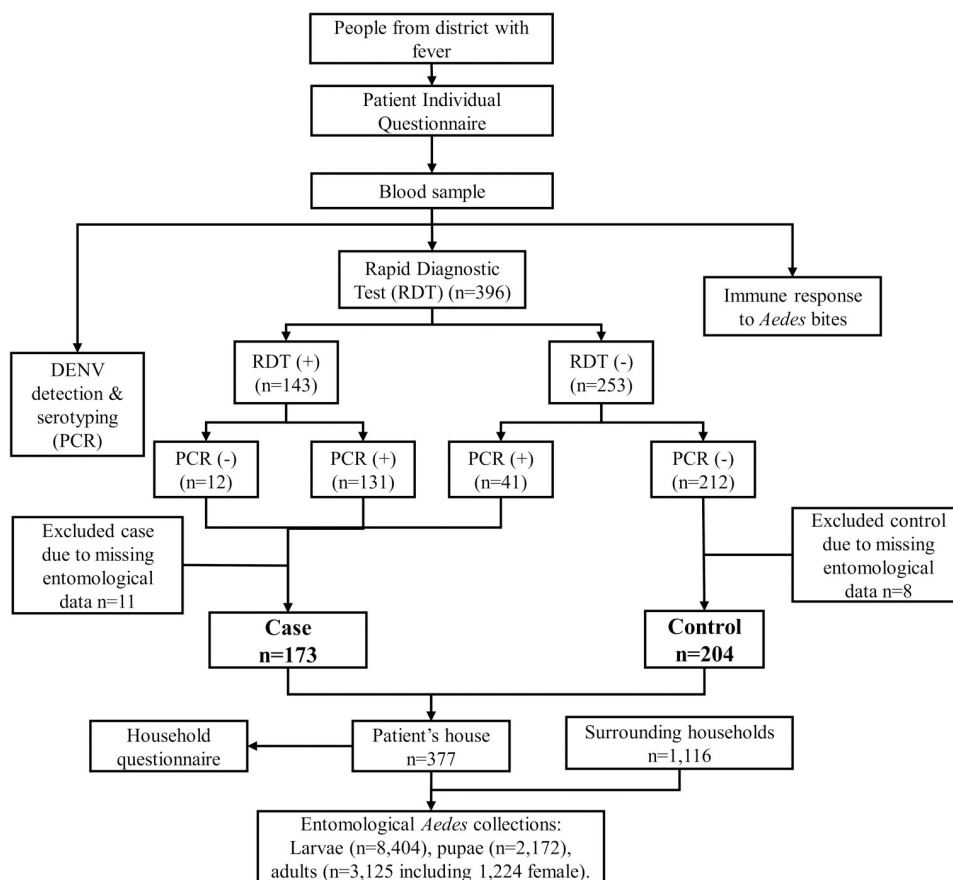 People from district with
fever
Patient Individual
Questionnaire
Blood sample
Rapid Diagnostic
Test (RDT) (n=396)
Immune response
to Aedes bites
DENV
detection &
serotyping
(PCR)
RDT (+)
(n=143)
RDT (-)
(n=253)
PCR (-)
(n=12)
PCR (+)
(n=131)
PCR (+)
(n=41)
PCR (-)
(n=212)
Excluded case
due to missing
entomological
data n=11
Excluded control
due to missing
entomological
data n=8
Case
n=173
Control
n=204
Household
questionnaire
Patient's house
n=377
Surrounding households
n=1,116
Entomological Aedes collections:
Larvae (n=8,404), pupae (n=2,172),
adults (n=3,125 including 1,224 female).